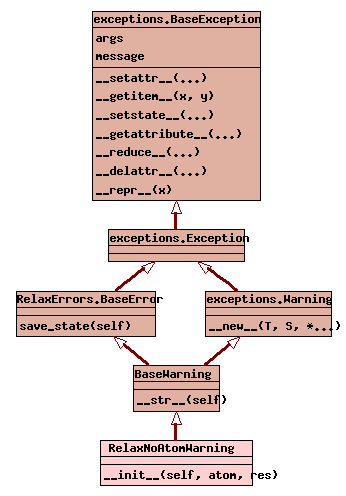 exceptions.BaseException
args
message
__setattr__(...)
__getitem__(x, y)
__setstate__(...)
__getattribute__(...)
__reduce__(...)
__delattr__(...)
__repr__(x)
exceptions.Exception
RelaxErrors.BaseError
save_state(self)
exceptions.Warning
__new__(T, S, *...)
BaseWarning
__str__(self)
RelaxNoAtomWarning
__init__(self, atom, res)